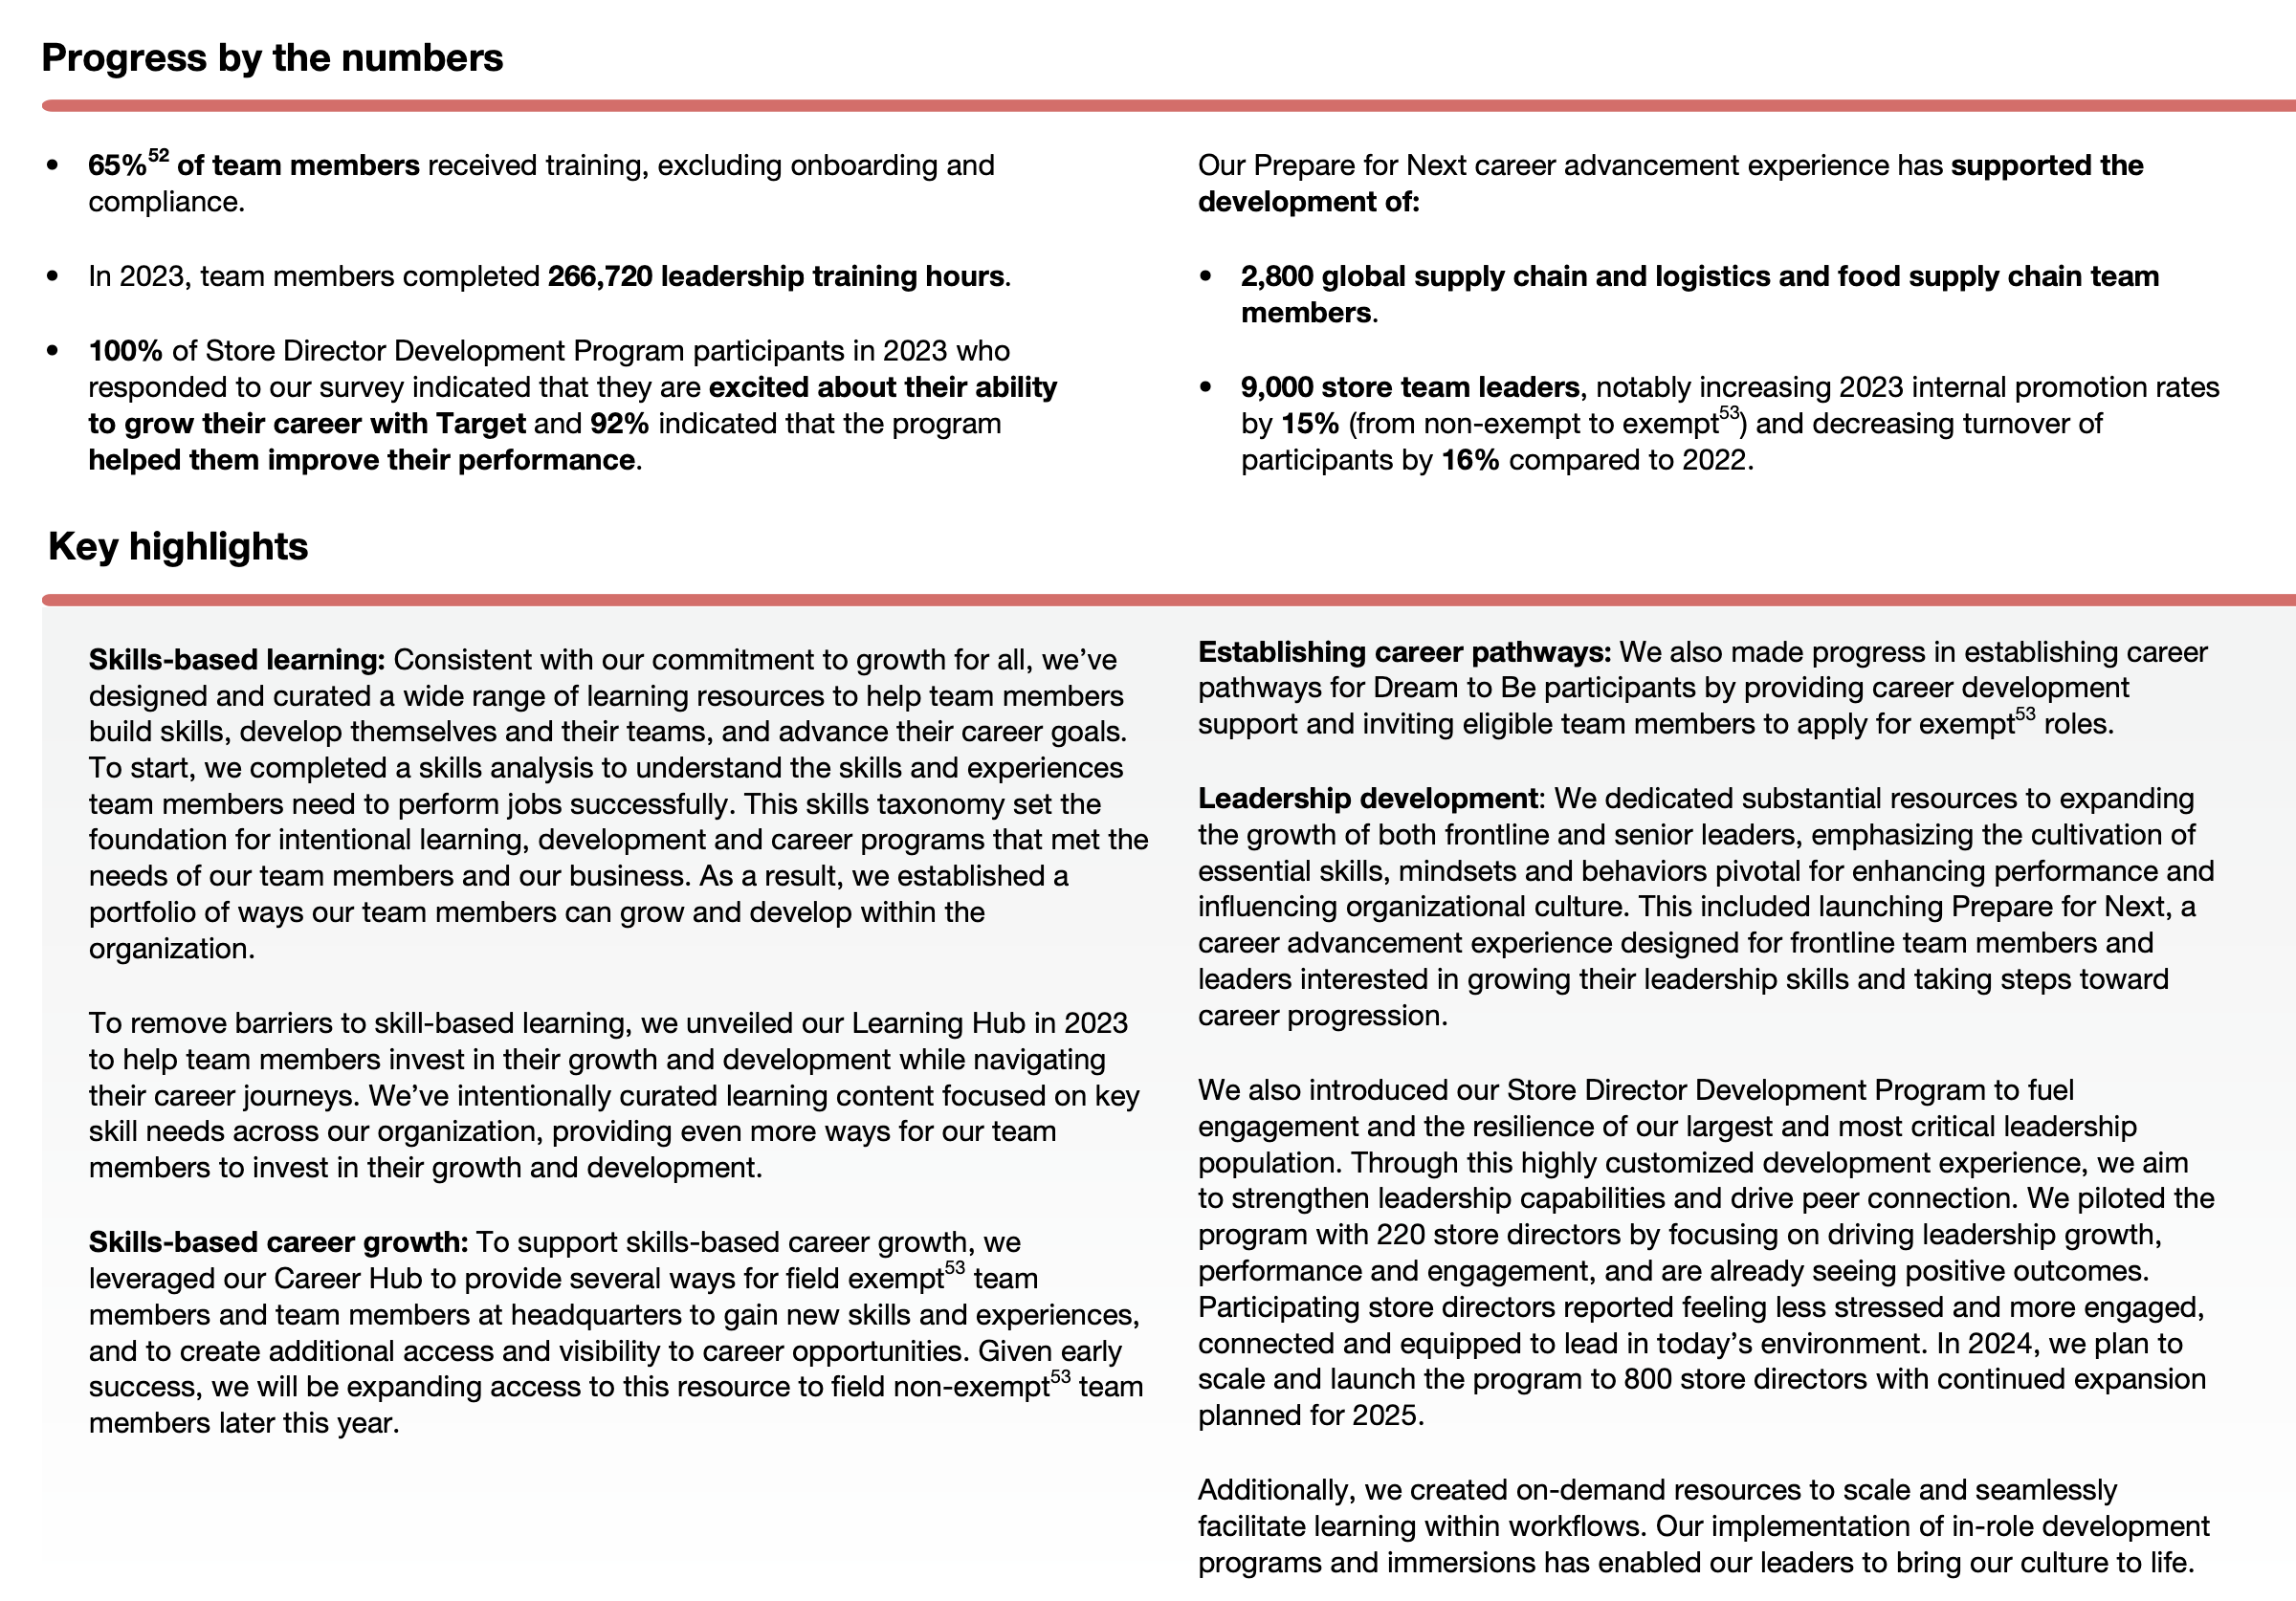 Progress by the numbers
• 65%52 of team members received training, excluding onboarding and
compliance.
• In 2023, team members completed 266,720 leadership training hours.
• 100% of Store Director Development Program participants in 2023 who
responded to our survey indicated that they are excited about their ability
to grow their career with Target and 92% indicated that the program
helped them improve their performance.
Our Prepare for Next career advancement experience has supported the
development of:
• 2,800 global supply chain and logistics and food supply chain team
members.
• 9,000 store team leaders, notably increasing 2023 internal promotion rates
by 15% (from non-exempt to exempt53) and decreasing turnover of
participants by 16% compared to 2022.
Key highlights
Skills-based learning: Consistent with our commitment to growth for all, we’ve
designed and curated a wide range of learning resources to help team members
build skills, develop themselves and their teams, and advance their career goals.
To start, we completed a skills analysis to understand the skills and experiences
team members need to perform jobs successfully. This skills taxonomy set the
foundation for intentional learning, development and career programs that met the
needs of our team members and our business. As a result, we established a
portfolio of ways our team members can grow and develop within the
organization.
To remove barriers to skill-based learning, we unveiled our Learning Hub in 2023
to help team members invest in their growth and development while navigating
their career journeys. We’ve intentionally curated learning content focused on key
skill needs across our organization, providing even more ways for our team
members to invest in their growth and development.
Skills-based career growth: To support skills-based career growth, we
leveraged our Career Hub to provide several ways for field exempt53 team
members and team members at headquarters to gain new skills and experiences,
and to create additional access and visibility to career opportunities. Given early
success, we will be expanding access to this resource to field non-exempt53 team
members later this year.
Establishing career pathways: We also made progress in establishing career
pathways for Dream to Be participants by providing career development
support and inviting eligible team members to apply for exempt53 roles.
Leadership development: We dedicated substantial resources to expanding
the growth of both frontline and senior leaders, emphasizing the cultivation of
essential skills, mindsets and behaviors pivotal for enhancing performance and
influencing organizational culture. This included launching Prepare for Next, a
career advancement experience designed for frontline team members and
leaders interested in growing their leadership skills and taking steps toward
career progression.
We also introduced our Store Director Development Program to fuel
engagement and the resilience of our largest and most critical leadership
population. Through this highly customized development experience, we aim
to strengthen leadership capabilities and drive peer connection. We piloted the
program with 220 store directors by focusing on driving leadership growth,
performance and engagement, and are already seeing positive outcomes.
Participating store directors reported feeling less stressed and more engaged,
connected and equipped to lead in today’s environment. In 2024, we plan to
scale and launch the program to 800 store directors with continued expansion
planned for 2025.
Additionally, we created on-demand resources to scale and seamlessly
facilitate learning within workflows. Our implementation of in-role development
programs and immersions has enabled our leaders to bring our culture to life.